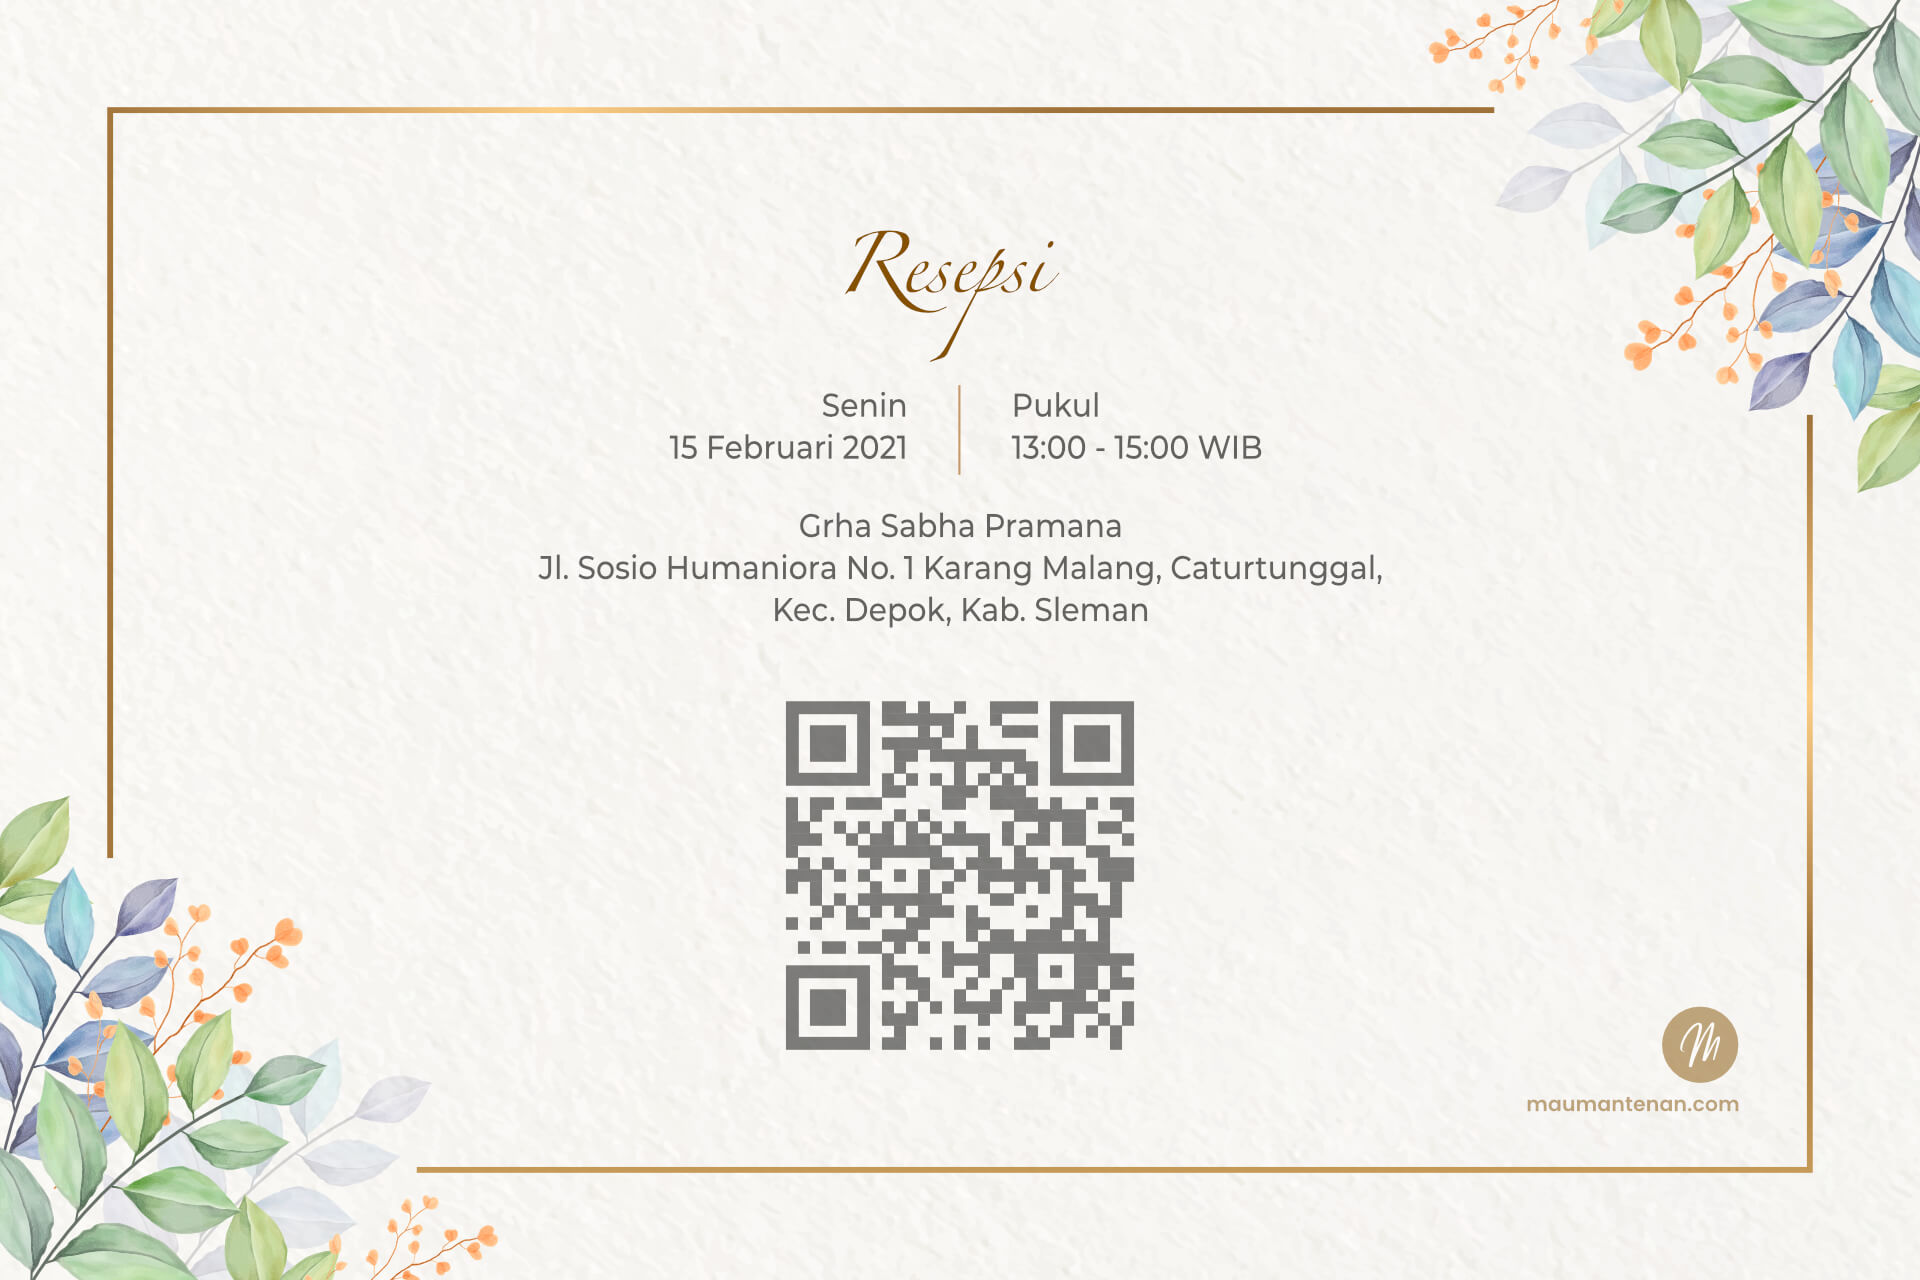 Resepsi
Senin
15 Februari 2021
Pukul
13:00 - 15:00 WIB
Grha Sabha Pramana
Jl. Sosio Humaniora No. 1 Karang Malang, Caturtunggal,
Kec. Depok, Kab. Sleman
M
maumantenan.com